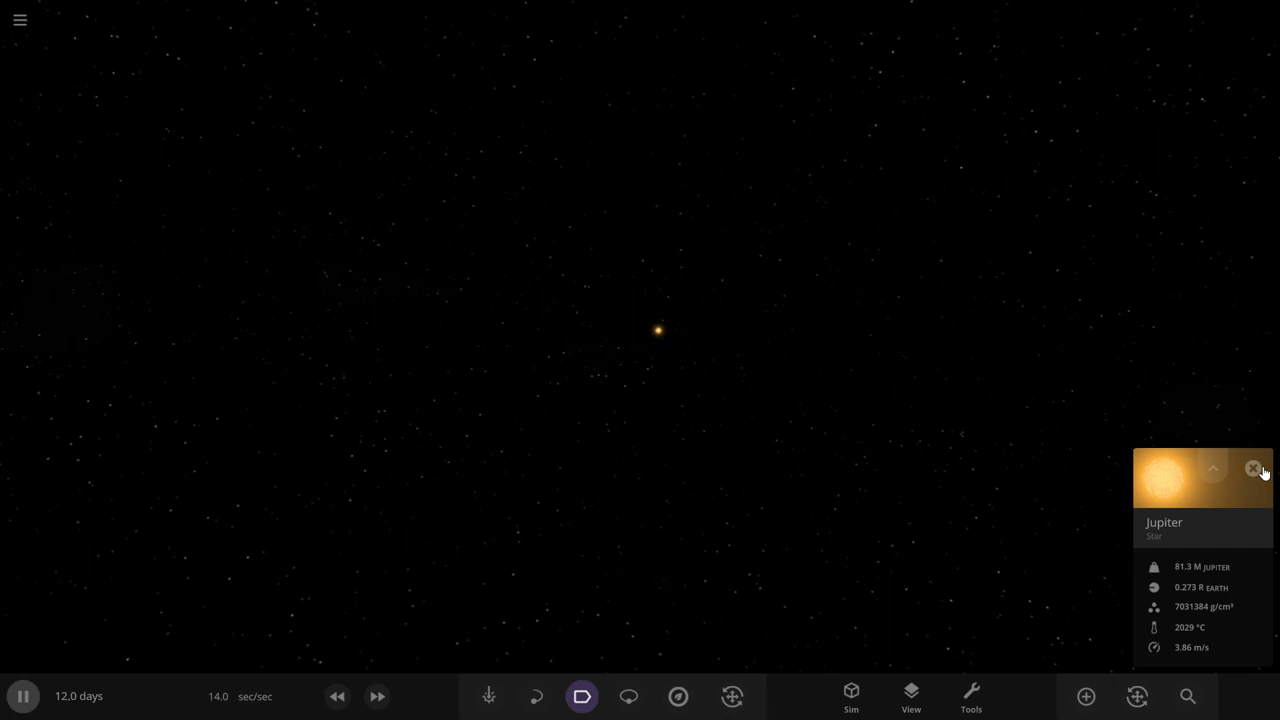 Jupiter
Star
81.3 M JUPITER
0.273 R EARTH
7031384 g/cm³
2029 °C
3.86 m/s
12.0 days
14.0 sec/sec
Sim
View
Tools